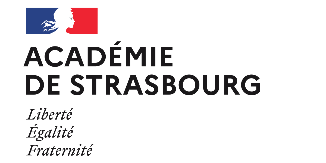 ACADÉMIE
DE STRASBOURG
Liberté
Égalité
Fraternité